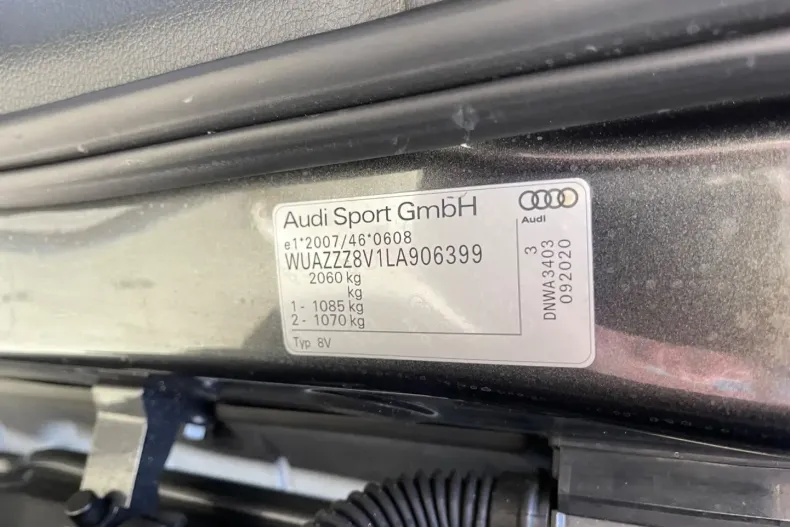 Audi Sport GmbH
Audi
e1*2007/46*0608
WUAZZZ8V1LA906399
2060 kg
kg
1 - 1085 kg
2 - 1070 kg
Typ 8V
3
DNWA3403
092020